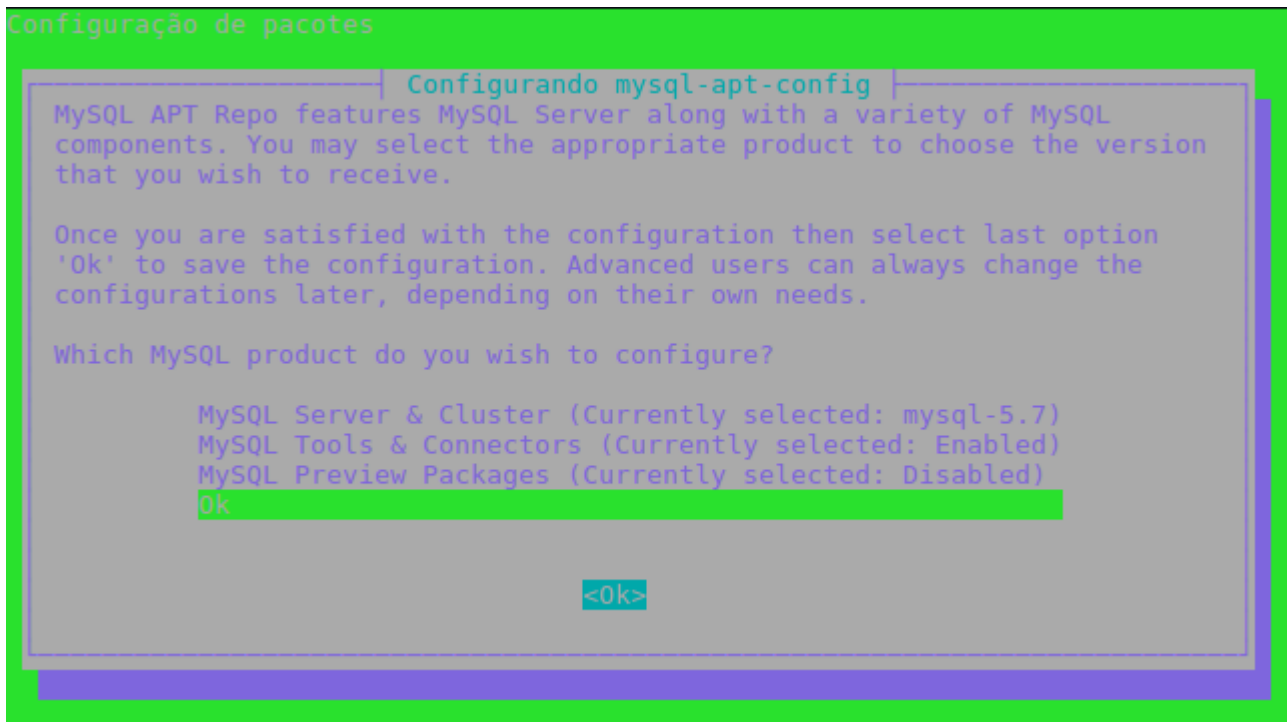 Configuração de pacotes
Configurando mysql-apt-config
MySQL APT Repo features MySQL Server along with a variety of MySQL
components. You may select the appropriate product to choose the version
that you wish to receive.
Once you are satisfied with the configuration then select last option
'Ok' to save the configuration. Advanced users can always change the
configurations later, depending on their own needs.
Which MySQL product do you wish to configure?
MySQL Server & Cluster (Currently selected: mysql-5.7)
MySQL Tools & Connectors (Currently selected: Enabled)
MySQL Preview Packages (Currently selected: Disabled)
Ok
<Ok>